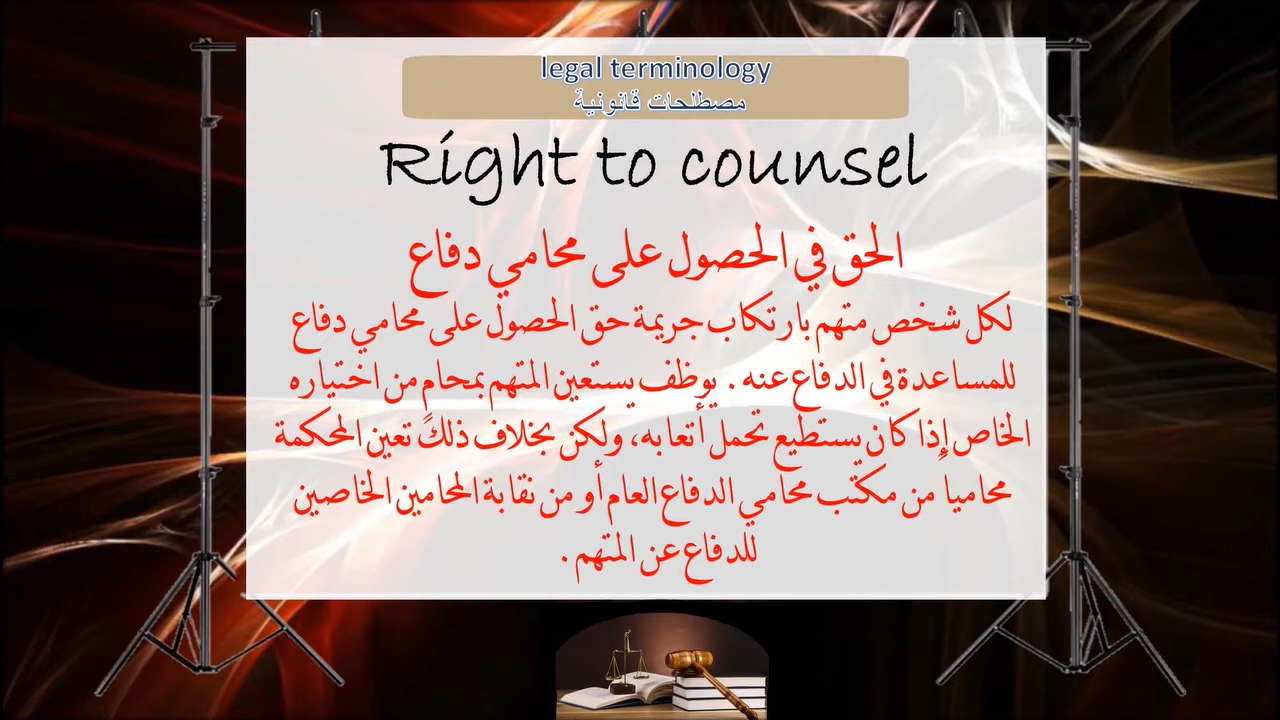 legal terminology
مصطلحات قانونية
Right to counsel
الحق في الحصول على محامي دفاع
لكل شخص متهم بارتكاب جريمة حق الحصول على محامي دفاع
للمساعدة في الدفاع عنه . يوظف يستعين المتهم بمحامٍ من اختياره
الخاص إذا كان يستطيع تحمل أتعابه، ولكن بخلاف ذلك تعين المحكمة
محامياً من مكتب محامي الدفاع العام أو من نقابة المحامين الخاصين
للدفاع عن المتهم .